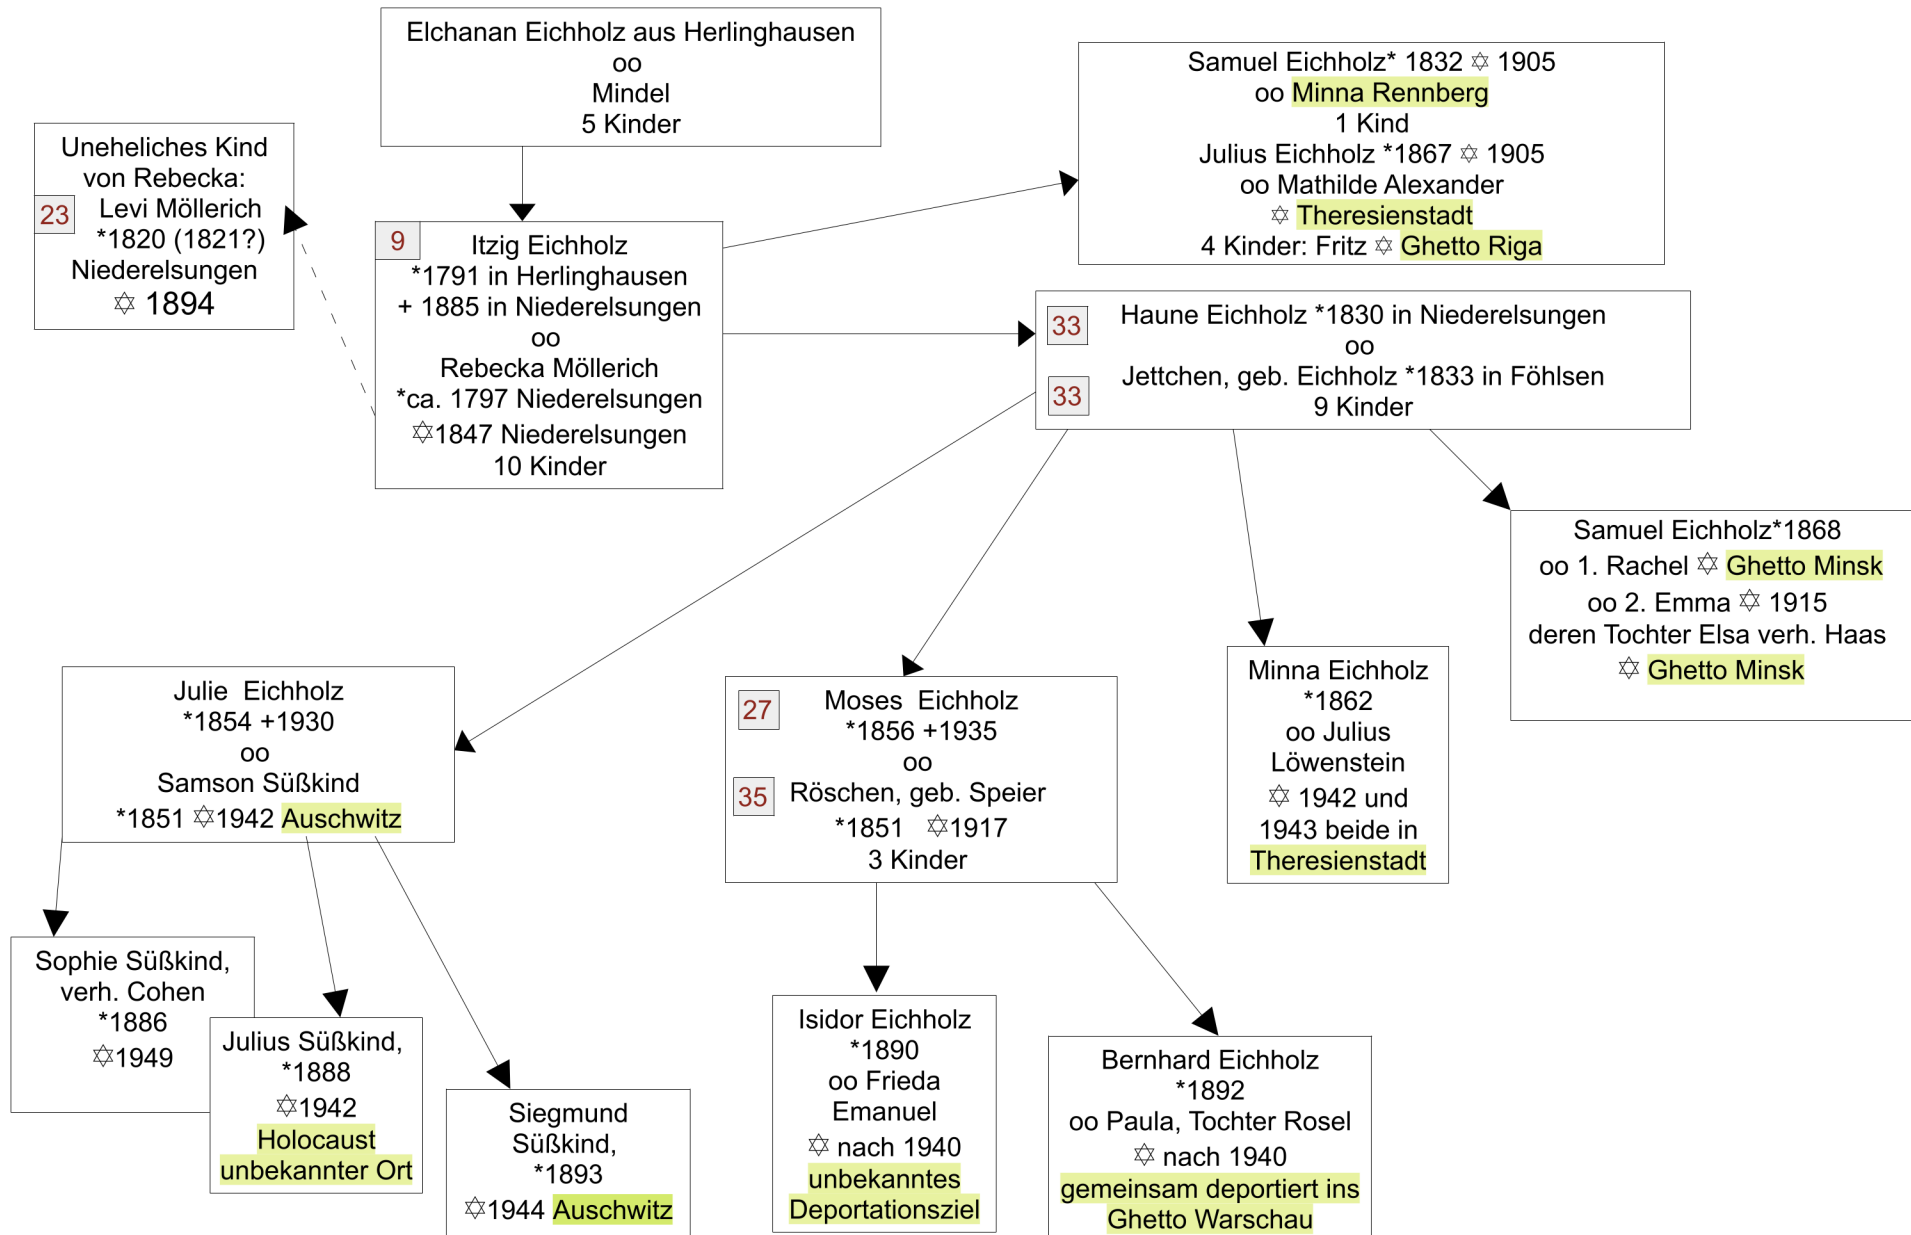 Elchanan Eichholz aus Herlinghausen
oo
Mindel
5 Kinder
Samuel Eichholz* 1832 ✡ 1905
oo Minna Rennberg
1 Kind
Julius Eichholz *1867 ✡ 1905
oo Mathilde Alexander
✡ Theresienstadt
4 Kinder: Fritz ✡ Ghetto Riga
Uneheliches Kind
von Rebecka:
23
Levi Möllerich
*1820 (1821?)
Niederelsungen
✡ 1894
9
Itzig Eichholz
*1791 in Herlinghausen
+ 1885 in Niederelsungen
oo
Rebecka Möllerich
*ca. 1797 Niederelsungen
✡1847 Niederelsungen
10 Kinder
33
Haune Eichholz *1830 in Niederelsungen
oo
33
Jettchen, geb. Eichholz *1833 in Föhlsen
9 Kinder
Samuel Eichholz*1868
oo 1. Rachel ✡ Ghetto Minsk
oo 2. Emma ✡ 1915
deren Tochter Elsa verh. Haas
✡ Ghetto Minsk
Julie Eichholz
*1854 +1930
oo
Samson Süßkind
*1851 ✡1942 Auschwitz
27
Moses Eichholz
*1856 +1935
oo
35
Röschen, geb. Speier
*1851 ✡1917
3 Kinder
Minna Eichholz
*1862
oo Julius
Löwenstein
✡ 1942 und
1943 beide in
Theresienstadt
Sophie Süßkind,
verh. Cohen
*1886
✡1949
Julius Süßkind,
*1888
✡1942
Holocaust
unbekannter Ort
Siegmund
Süßkind,
*1893
✡1944 Auschwitz
Isidor Eichholz
*1890
oo Frieda
Emanuel
✡ nach 1940
unbekanntes
Deportationsziel
Bernhard Eichholz
*1892
oo Paula, Tochter Rosel
✡ nach 1940
gemeinsam deportiert ins
Ghetto Warschau